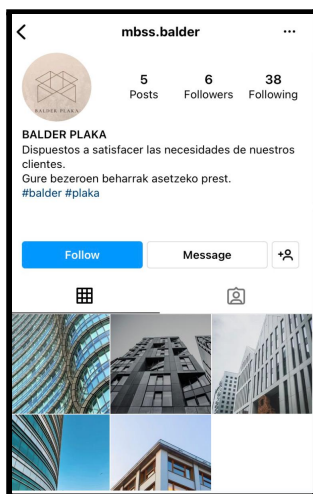 mbss.balder
5 6 38
Posts Followers Following
BALDER PLAKA
BALDER PLAKA
Dispuestos a satisfacer las necesidades de nuestros
clientes.
Gure bezeroen beharrak asetzeko prest.
#balder #plaka
Follow Message